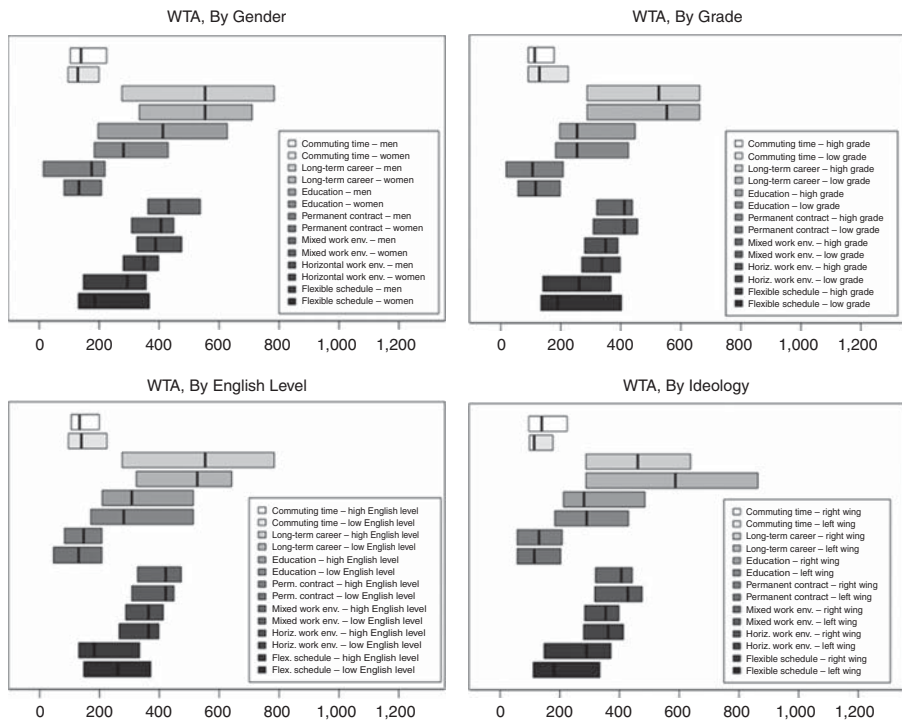 WTA, By Gender
Commuting time – men
Commuting time – women
Long-term career – men
Long-term career – women
Education – men
Education – women
Permanent contract – men
Permanent contract – women
Mixed work env. – men
Mixed work env. – women
Horizontal work env. – men
Horizontal work env. – women
Flexible schedule – men
Flexible schedule – women
0 200 400 600 800 1,000 1,200
WTA, By Grade
Commuting time – high grade
Commuting time – low grade
Long-term career – high grade
Long-term career – low grade
Education – high grade
Education – low grade
Permanent contract – high grade
Permanent contract – low grade
Mixed work env. – high grade
Mixed work env. – low grade
Horiz. work env. – high grade
Horiz. work env. – low grade
Flexible schedule – high grade
Flexible schedule – low grade
0 200 400 600 800 1,000 1,200
WTA, By English Level
Commuting time – high English level
Commuting time – low English level
Long-term career – high English level
Long-term career – low English level
Education – high English level
Education – low English level
Perm. contract – high English level
Perm. contract – low English level
Mixed work env. – high English level
Mixed work env. – low English level
Horiz. work env. – high English level
Horiz. work env. – low English level
Flex. schedule – high English level
Flex. schedule – low English level
0 200 400 600 800 1,000 1,200
WTA, By Ideology
Commuting time – right wing
Commuting time – left wing
Long-term career – right wing
Long-term career – left wing
Education – right wing
Education – left wing
Permanent contract – right wing
Permanent contract – left wing
Mixed work env. – right wing
Mixed work env. – left wing
Horiz. work env. – right wing
Horiz. work env. – left wing
Flexible schedule – right wing
Flexible schedule – left wing
0 200 400 600 800 1,000 1,200